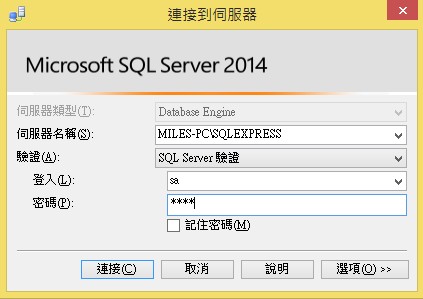 連接到伺服器
Microsoft SQL Server 2014
伺服器類型(T): Database Engine
伺服器名稱(S): MILES-PC\SQLEXPRESS
驗證(A): SQL Server 驗證
登入(L): sa
密碼(P): ****
記住密碼(M)
連接(C) 取消 說明 選項(O) >>